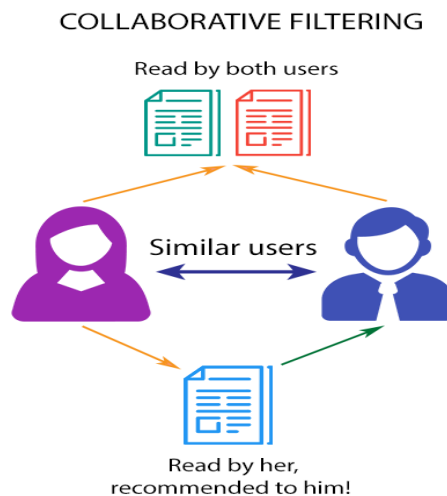 COLLABORATIVE FILTERING
Read by both users
Similar users
Read by her,
recommended to him!